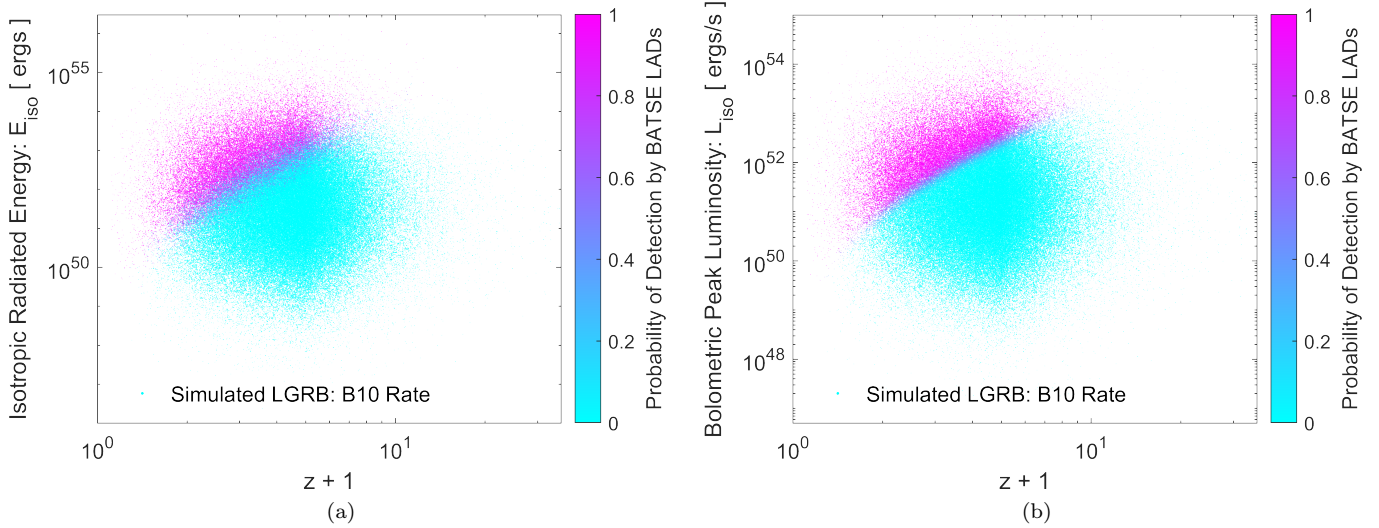 Isotropic Radiated Energy: E_iso [ ergs ]
10^55
10^50
10^0
10^1
z + 1
Simulated LGRB: B10 Rate
1
0.8
0.6
0.4
0.2
0
Probability of Detection by BATSE LADs
(a)
Bolometric Peak Luminosity: L_iso [ ergs/s ]
10^54
10^52
10^50
10^48
10^0
10^1
z + 1
Simulated LGRB: B10 Rate
1
0.8
0.6
0.4
0.2
0
Probability of Detection by BATSE LADs
(b)